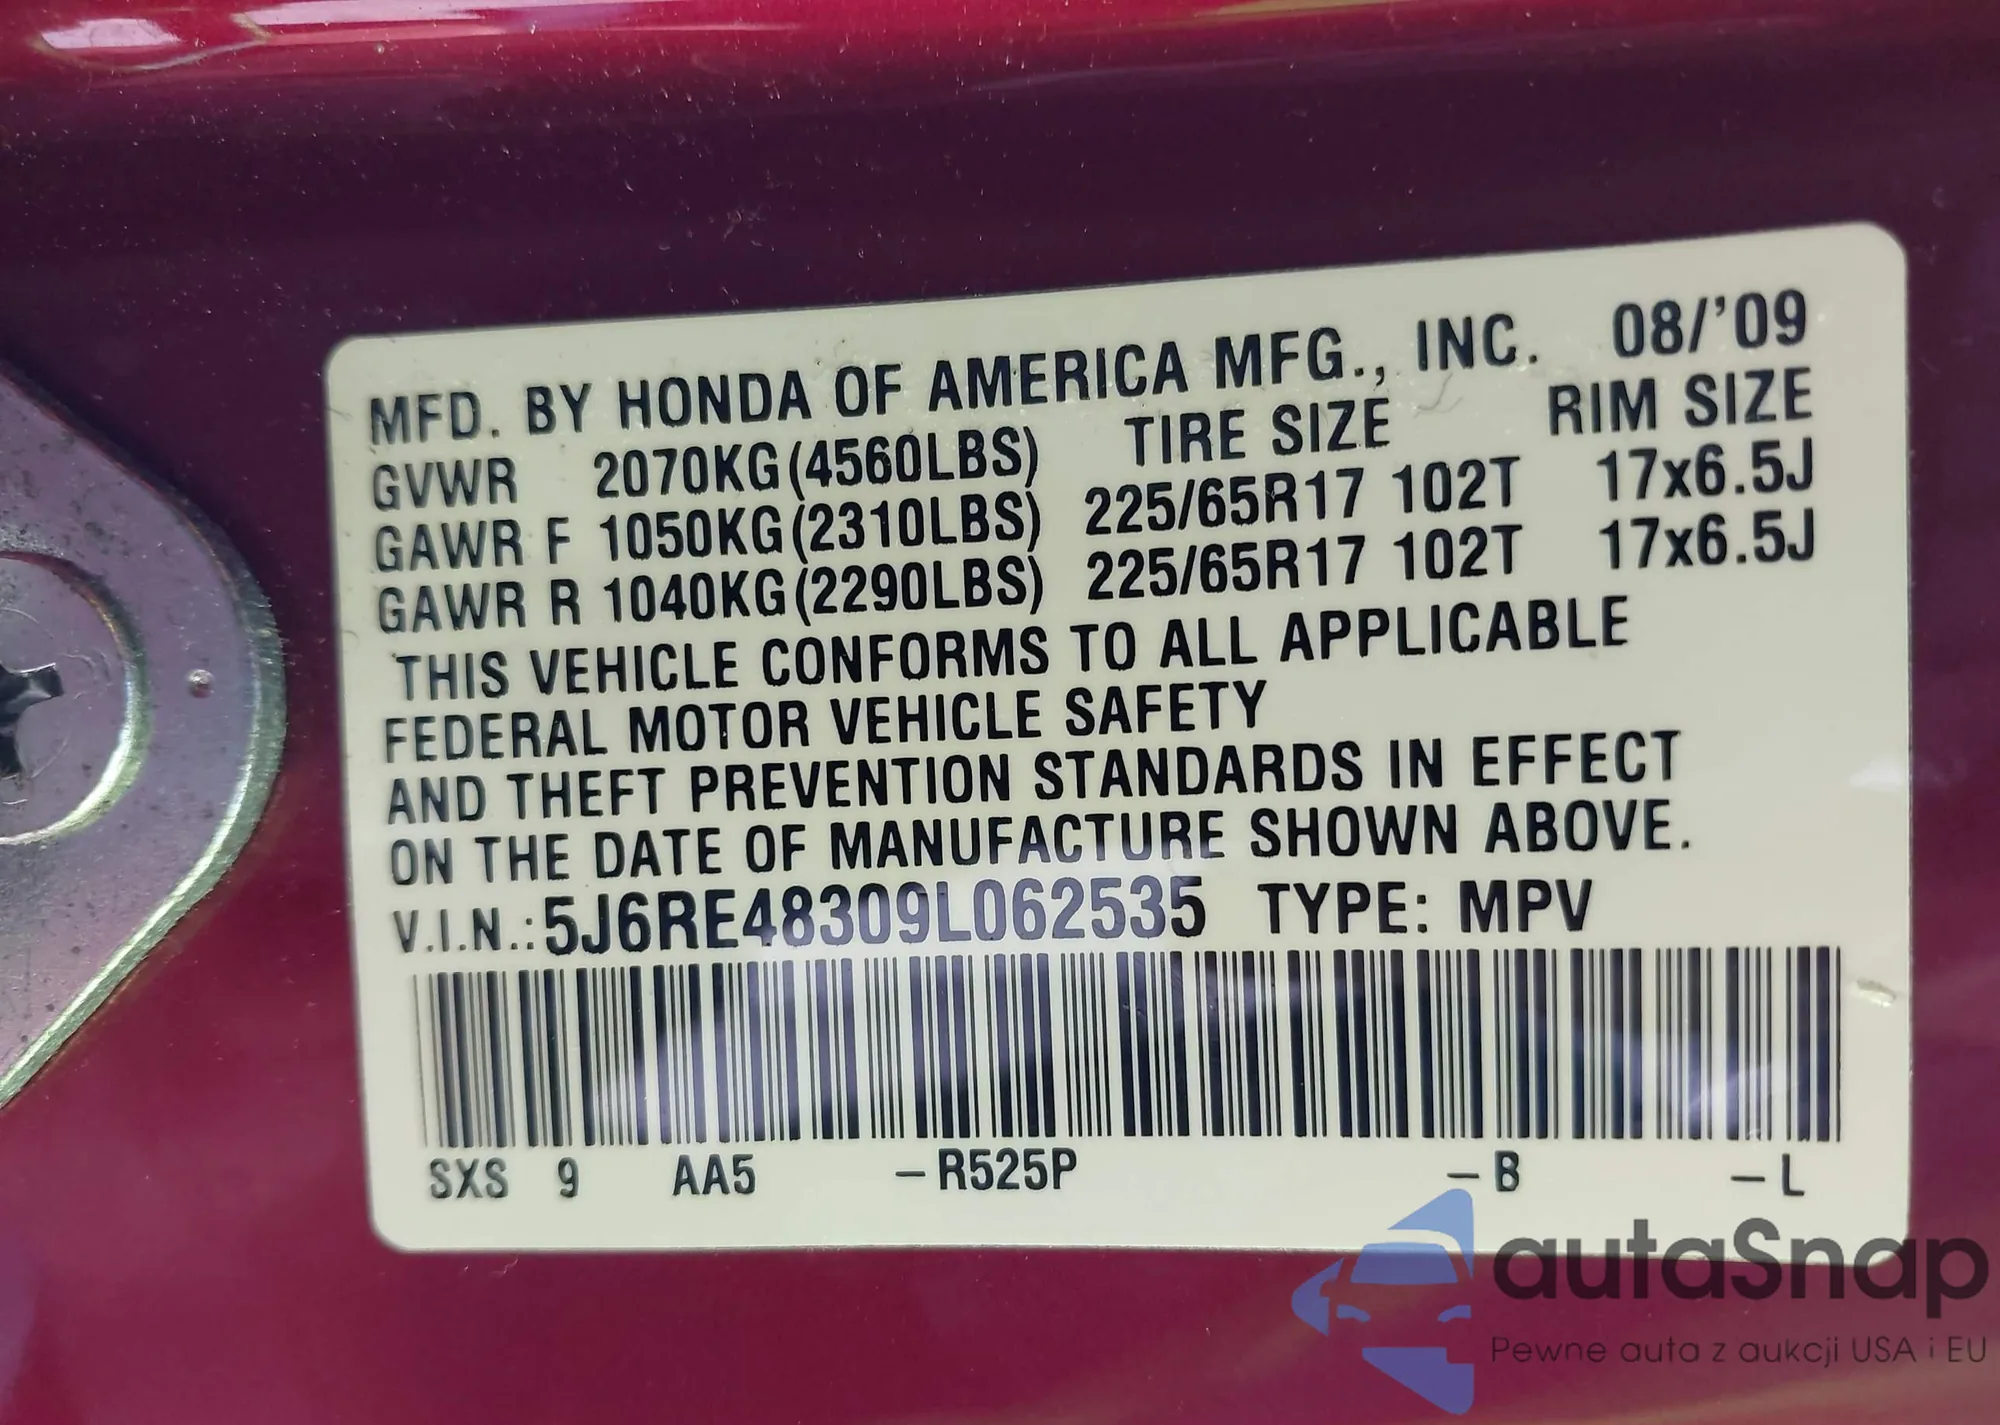 MFD. BY HONDA OF AMERICA MFG., INC. 08/'09
GVWR 2070KG(4560LBS) TIRE SIZE RIM SIZE
GAWR F 1050KG(2310LBS) 225/65R17 102T 17x6.5J
GAWR R 1040KG(2290LBS) 225/65R17 102T 17x6.5J
THIS VEHICLE CONFORMS TO ALL APPLICABLE
FEDERAL MOTOR VEHICLE SAFETY
AND THEFT PREVENTION STANDARDS IN EFFECT
ON THE DATE OF MANUFACTURE SHOWN ABOVE.
V.I.N.:5J6RE48309L062535 TYPE: MPV
SXS 9 AA5 –R525P –B –L
autaSnap
Pewne auta z aukcji USA i EU